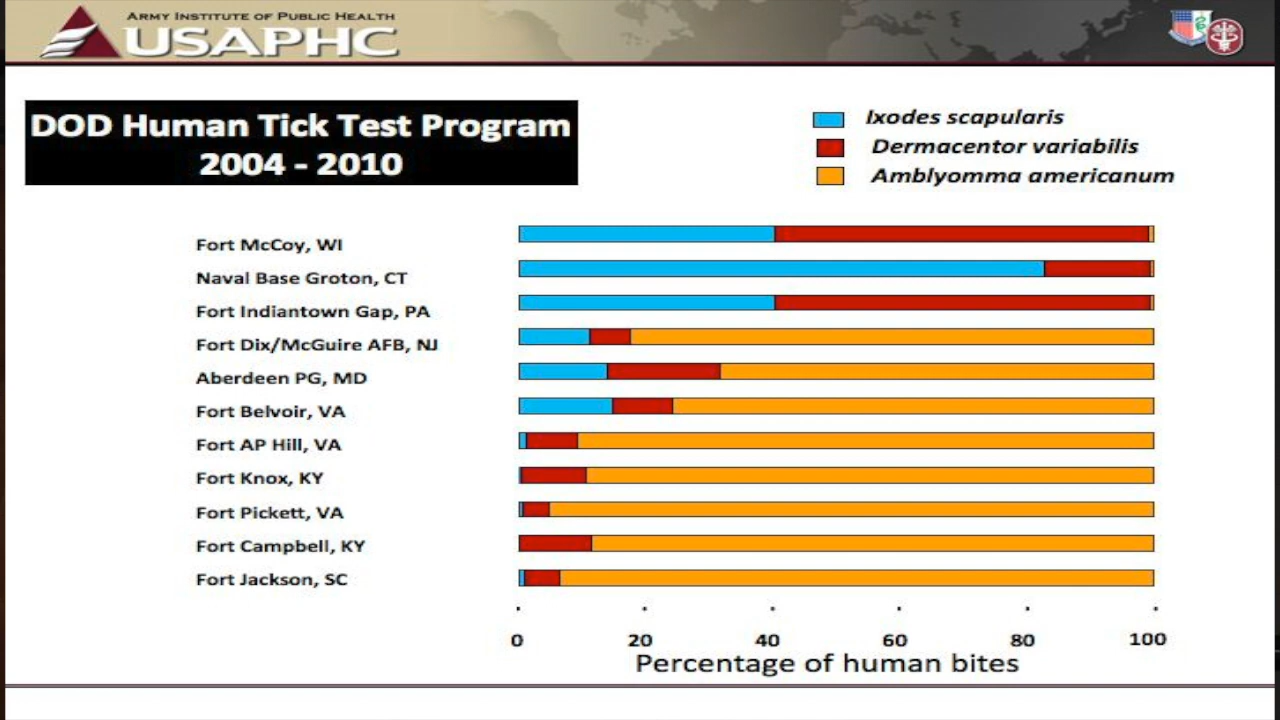 ARMY INSTITUTE OF PUBLIC HEALTH
USAPHC
DOD Human Tick Test Program
2004 - 2010
Ixodes scapularis
Dermacentor variabilis
Amblyomma americanum
Fort McCoy, WI
Naval Base Groton, CT
Fort Indiantown Gap, PA
Fort Dix/McGuire AFB, NJ
Aberdeen PG, MD
Fort Belvoir, VA
Fort AP Hill, VA
Fort Knox, KY
Fort Pickett, VA
Fort Campbell, KY
Fort Jackson, SC
0 20 40 60 80 100
Percentage of human bites